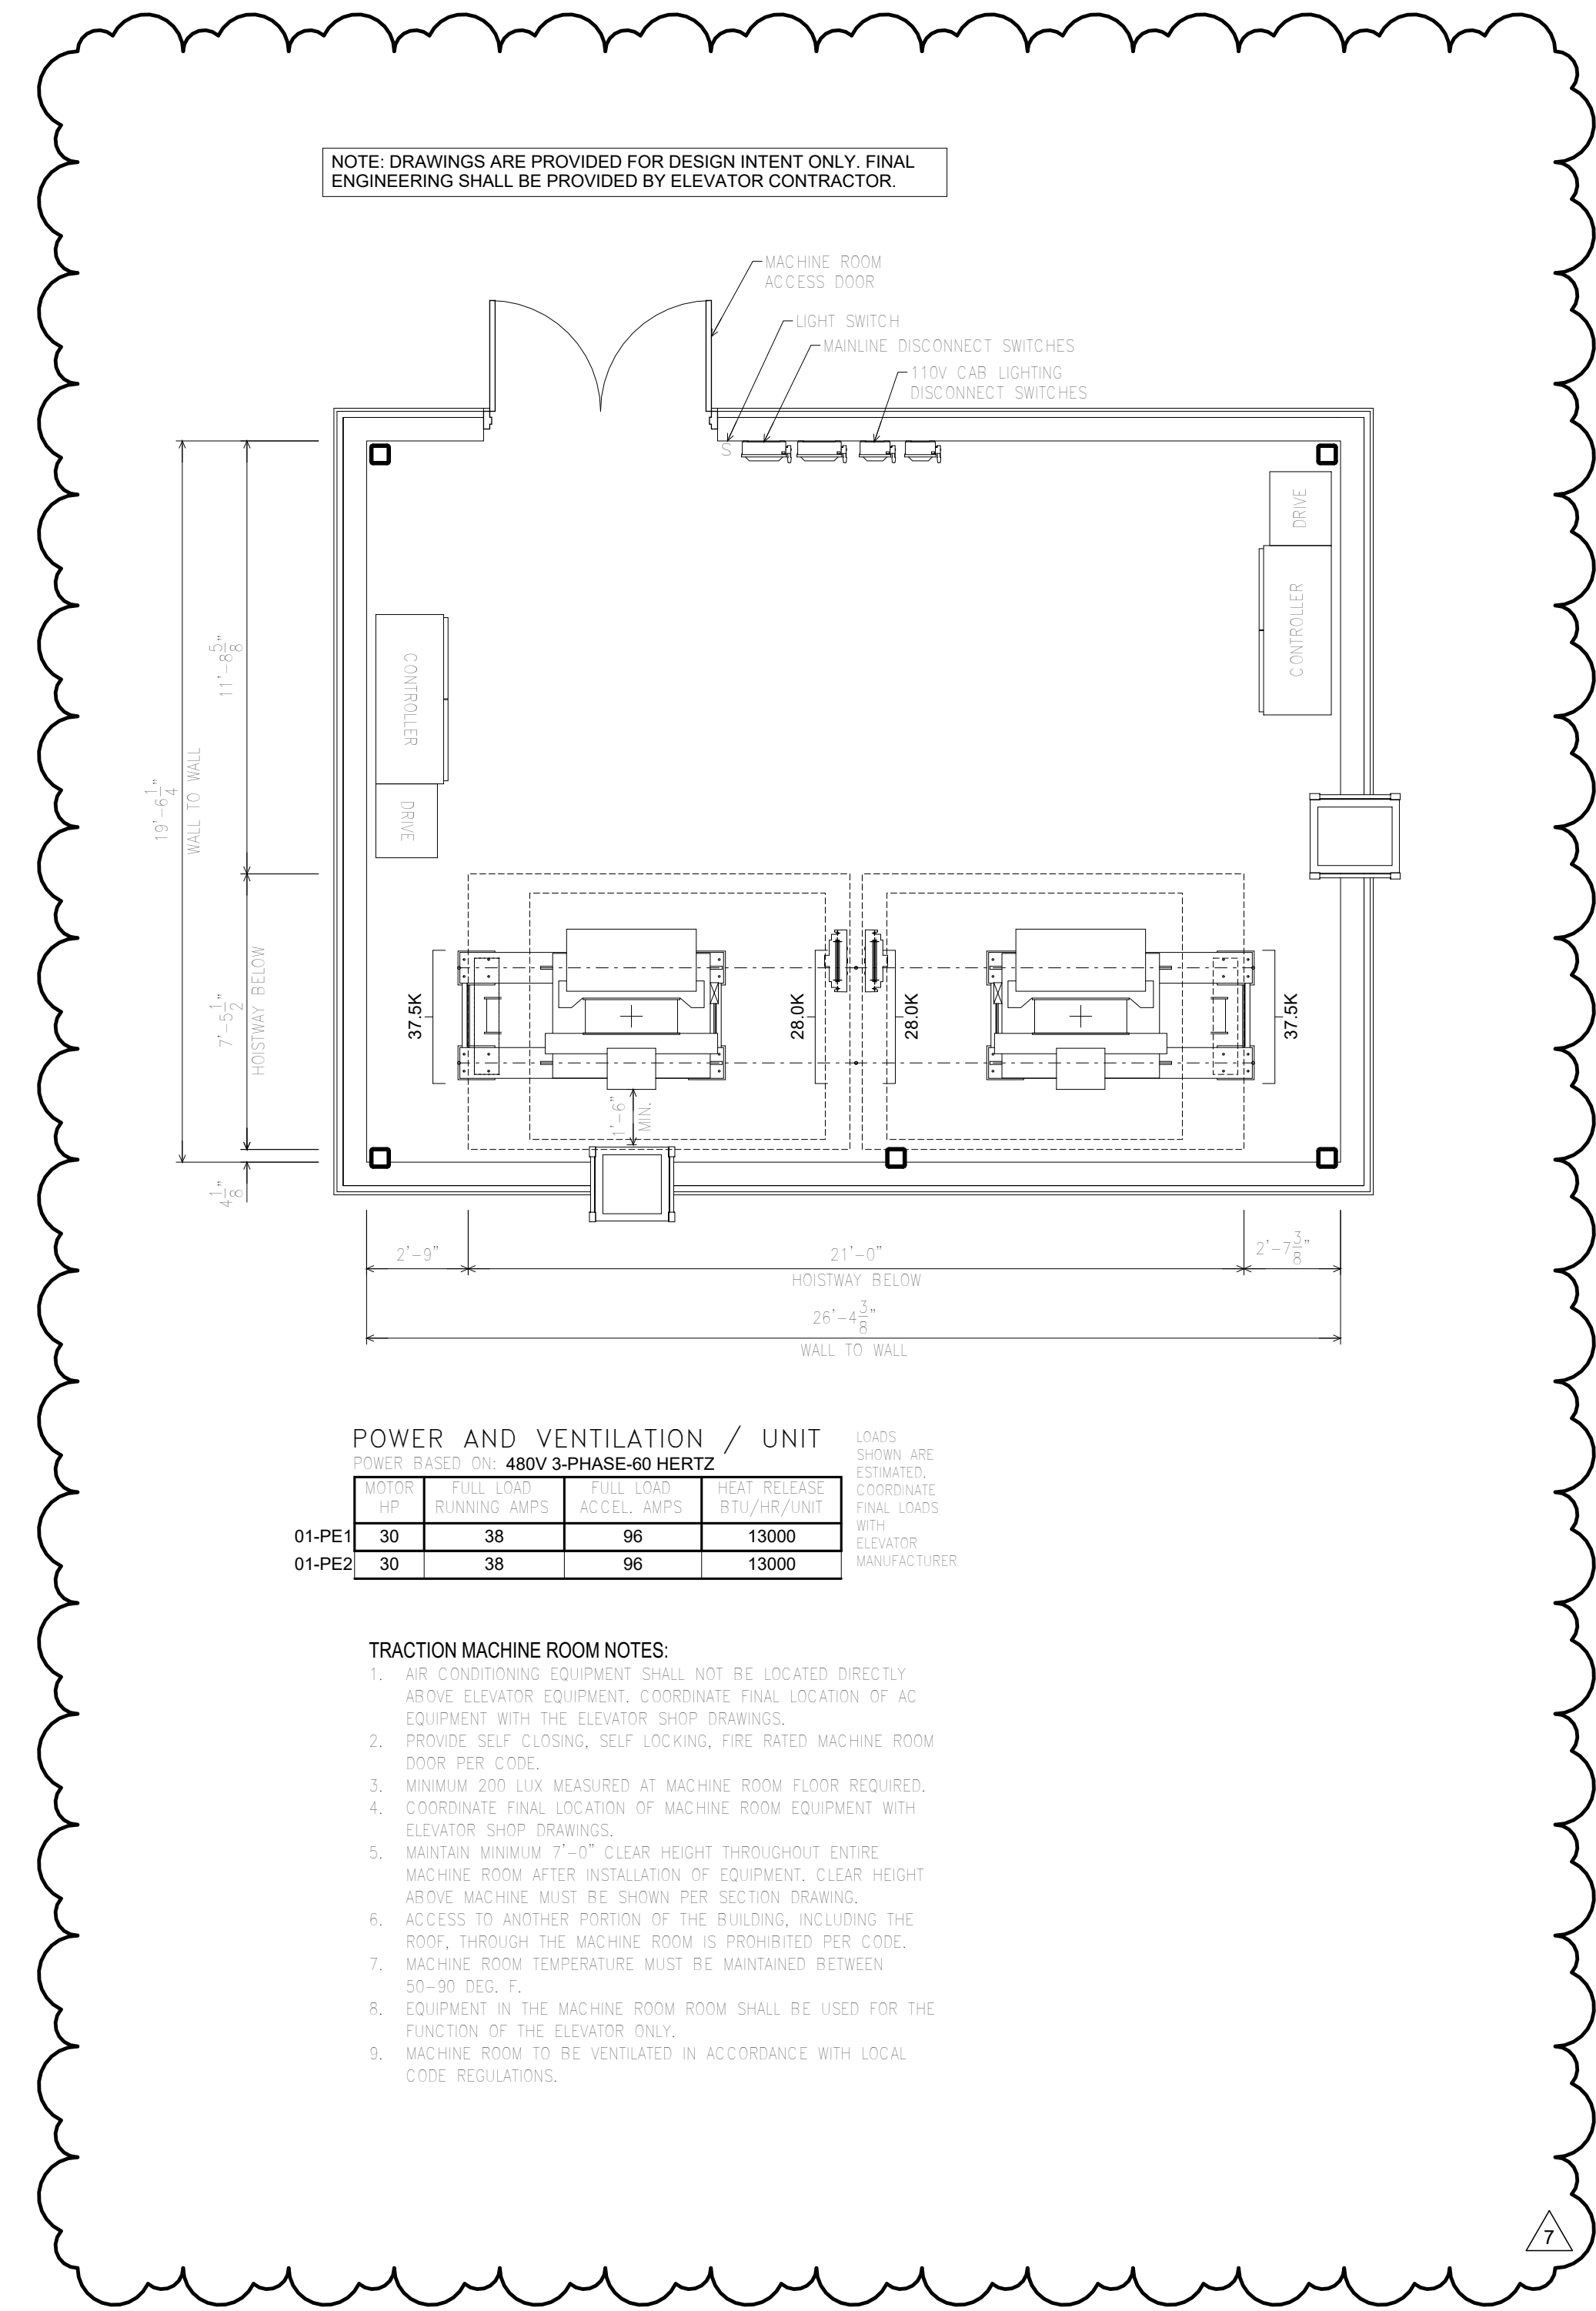 NOTE: DRAWINGS ARE PROVIDED FOR DESIGN INTENT ONLY. FINAL
ENGINEERING SHALL BE PROVIDED BY ELEVATOR CONTRACTOR.
MACHINE ROOM
ACCESS DOOR
LIGHT SWITCH
MAINLINE DISCONNECT SWITCHES
110V CAB LIGHTING
DISCONNECT SWITCHES
S
DRIVE
CONTROLLER
CONTROLLER
DRIVE
11'-8 5/8"
19'-6 1/4"
WALL TO WALL
7'-5 1/2"
HOISTWAY BELOW
4 1/8"
37.5K
28.0K
28.0K
37.5K
1'-6"
MIN.
2'-9"
21'-0"
HOISTWAY BELOW
2'-7 3/8"
26'-4 3/8"
WALL TO WALL
POWER AND VENTILATION / UNIT
POWER BASED ON: 480V 3-PHASE-60 HERTZ
MOTOR HP FULL LOAD RUNNING AMPS FULL LOAD ACCEL. AMPS HEAT RELEASE BTU/HR/UNIT
01-PE1 30 38 96 13000
01-PE2 30 38 96 13000
LOADS
SHOWN ARE
ESTIMATED.
COORDINATE
FINAL LOADS
WITH
ELEVATOR
MANUFACTURER
TRACTION MACHINE ROOM NOTES:
1. AIR CONDITIONING EQUIPMENT SHALL NOT BE LOCATED DIRECTLY
ABOVE ELEVATOR EQUIPMENT. COORDINATE FINAL LOCATION OF AC
EQUIPMENT WITH THE ELEVATOR SHOP DRAWINGS.
2. PROVIDE SELF CLOSING, SELF LOCKING, FIRE RATED MACHINE ROOM
DOOR PER CODE.
3. MINIMUM 200 LUX MEASURED AT MACHINE ROOM FLOOR REQUIRED.
4. COORDINATE FINAL LOCATION OF MACHINE ROOM EQUIPMENT WITH
ELEVATOR SHOP DRAWINGS.
5. MAINTAIN MINIMUM 7'-0" CLEAR HEIGHT THROUGHOUT ENTIRE
MACHINE ROOM AFTER INSTALLATION OF EQUIPMENT. CLEAR HEIGHT
ABOVE MACHINE MUST BE SHOWN PER SECTION DRAWING.
6. ACCESS TO ANOTHER PORTION OF THE BUILDING, INCLUDING THE
ROOF, THROUGH THE MACHINE ROOM IS PROHIBITED PER CODE.
7. MACHINE ROOM TEMPERATURE MUST BE MAINTAINED BETWEEN
50-90 DEG. F.
8. EQUIPMENT IN THE MACHINE ROOM ROOM SHALL BE USED FOR THE
FUNCTION OF THE ELEVATOR ONLY.
9. MACHINE ROOM TO BE VENTILATED IN ACCORDANCE WITH LOCAL
CODE REGULATIONS.
7